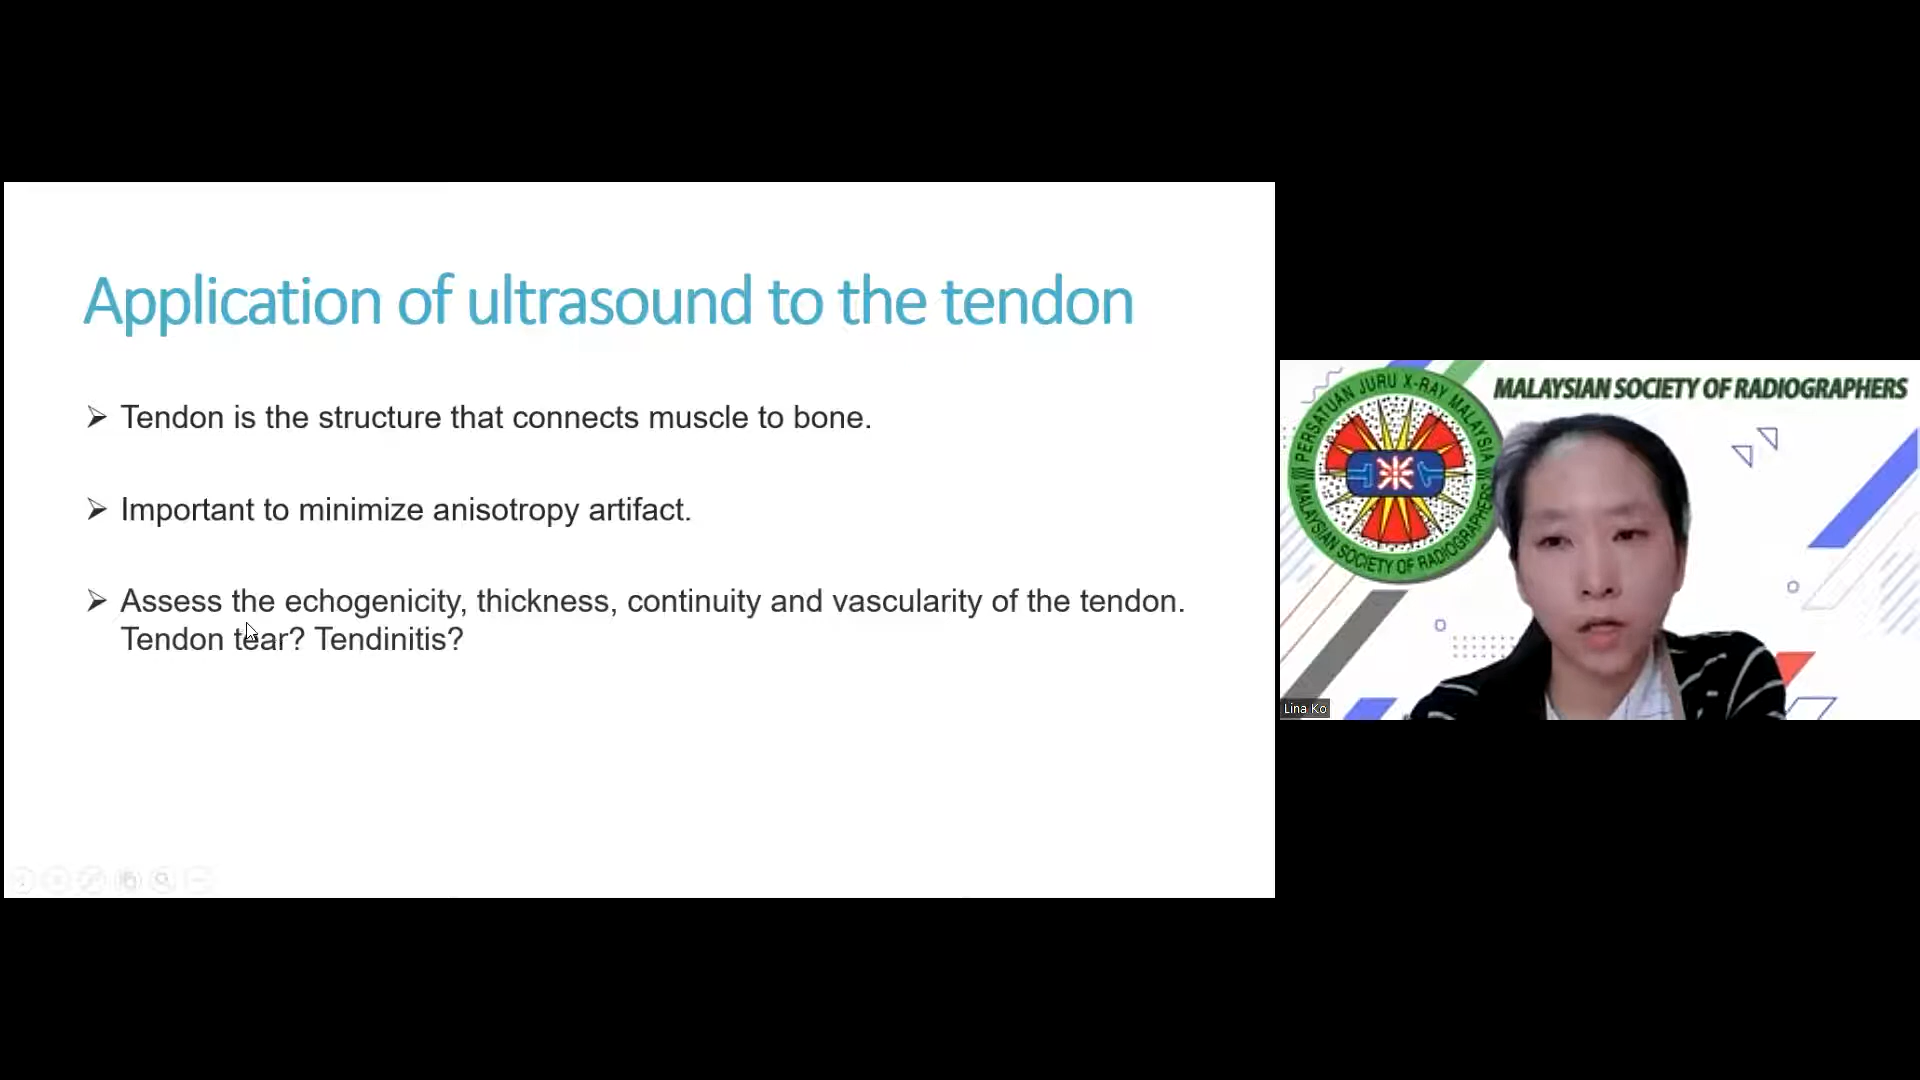 Application of ultrasound to the tendon
Tendon is the structure that connects muscle to bone.
Important to minimize anisotropy artifact.
Assess the echogenicity, thickness, continuity and vascularity of the tendon.
Tendon tear? Tendinitis?
MALAYSIAN SOCIETY OF RADIOGRAPHERS
PERSATUAN JURU X-RAY MALAYSIA
MALAYSIAN SOCIETY OF RADIOGRAPHERS
Lina Ko